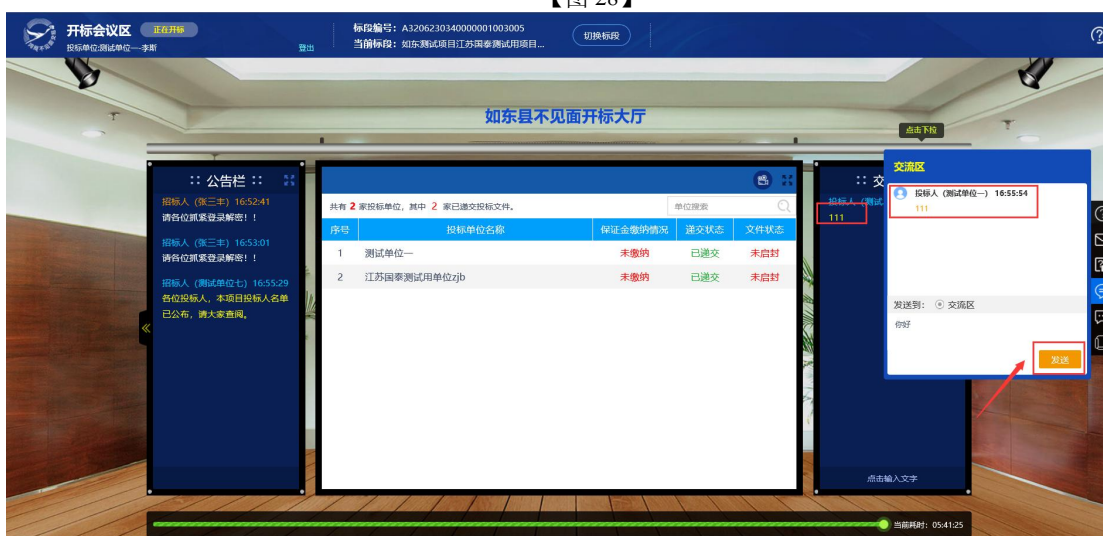 【图 28】
开标会议区 正在开标
投标单位:测试单位一--李斯 登出
标段编号：A3206230340000001003005
当前标段：如东测试项目江苏国泰测试用项目...
切换标段
如东县不见面开标大厅
点击下拉
:: 公告栏 ::
招标人（张三丰）16:52:41
请各位抓紧登录解密！！
招标人（张三丰）16:53:01
请各位抓紧登录解密！！
招标人（测试单位七）16:55:29
各位投标人，本项目投标人名单
已公布，请大家查阅。
共有 2 家投标单位，其中 2 家已递交投标文件。
单位搜索
序号 投标单位名称 保证金缴纳情况 递交状态 文件状态
1 测试单位一 未缴纳 已递交 未启封
2 江苏国泰测试用单位zjb 未缴纳 已递交 未启封
:: 交
投标人（测试
111
点击输入文字
交流区
投标人（测试单位一）16:55:54
111
发送到： 交流区
你好
发送
当前耗时：05:41:25